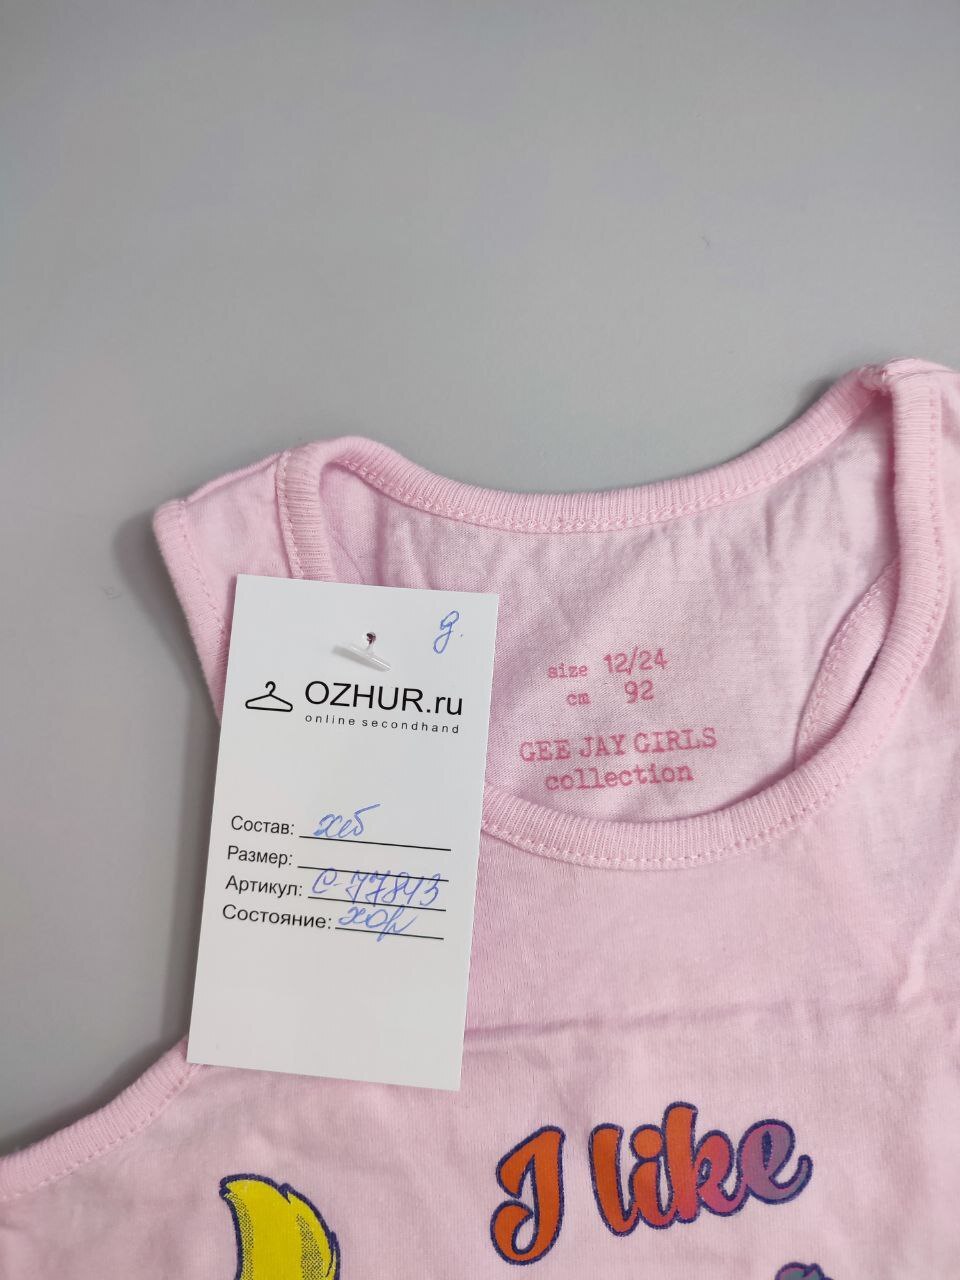 д.
OZHUR.ru
online secondhand
Состав: хб
Размер:
Артикул: С-77843
Состояние: хор
size 12/24
cm 92
GEE JAY GIRLS
collection
I like